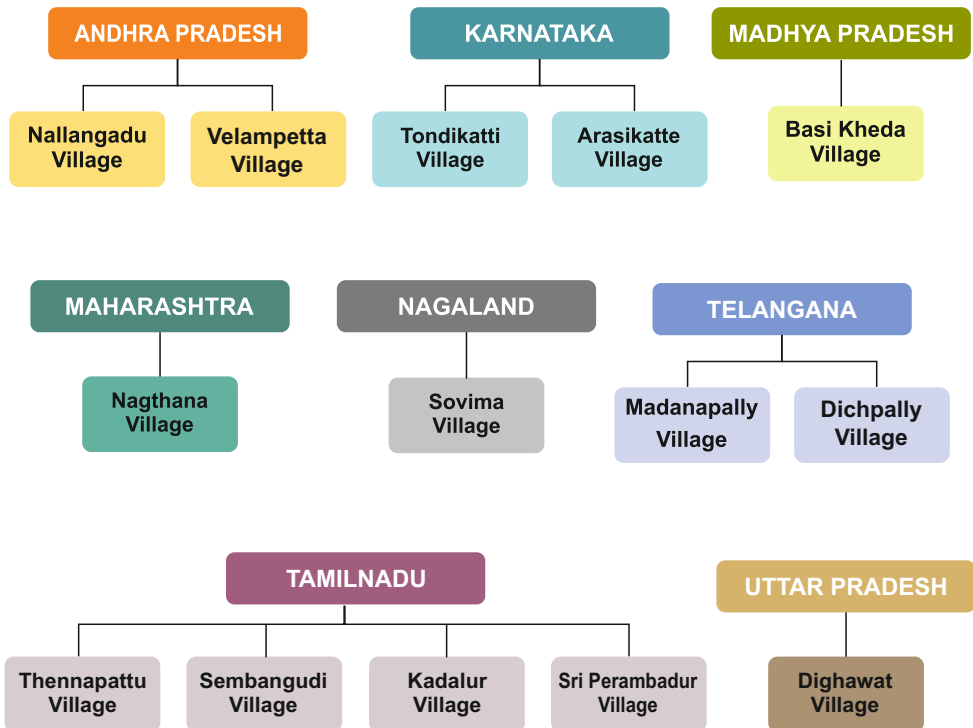 ANDHRA PRADESH
Nallangadu
Village
Velampetta
Village
KARNATAKA
Tondikatti
Village
Arasikatte
Village
MADHYA PRADESH
Basi Kheda
Village
MAHARASHTRA
Nagthana
Village
NAGALAND
Sovima
Village
TELANGANA
Madanapally
Village
Dichpally
Village
TAMILNADU
Thennapattu
Village
Sembangudi
Village
Kadalur
Village
Sri Perambadur
Village
UTTAR PRADESH
Dighawat
Village